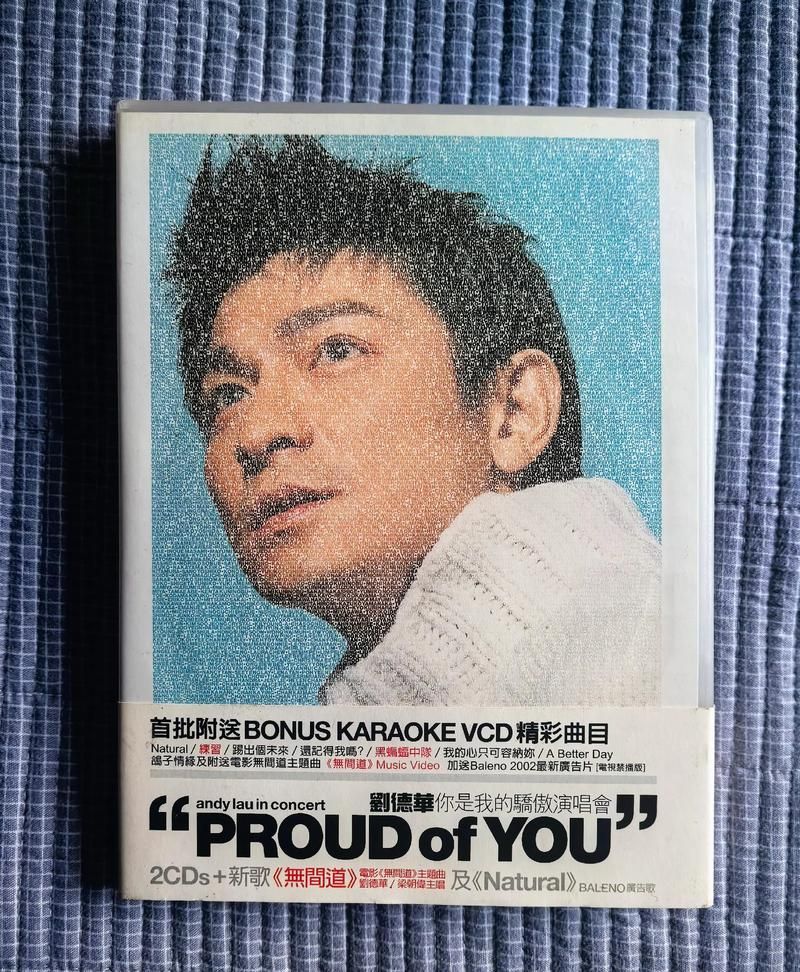 首批附送BONUS KARAOKE VCD精彩曲目
Natural / 練習 / 踢出個未來 / 還記得我嗎? / 黑蝙蝠中隊 / 我的心只可容納妳 / A Better Day
鴿子情緣及附送電影無間道主題曲《無間道》Music Video 加送Baleno 2002最新廣告片 [電視禁播版]
andy lau in concert 劉德華你是我的驕傲演唱會
“PROUD of YOU”
2CDs+新歌《無間道》電影《無間道》主題曲 劉德華/梁朝偉主唱 及《Natural》BALENO廣告歌